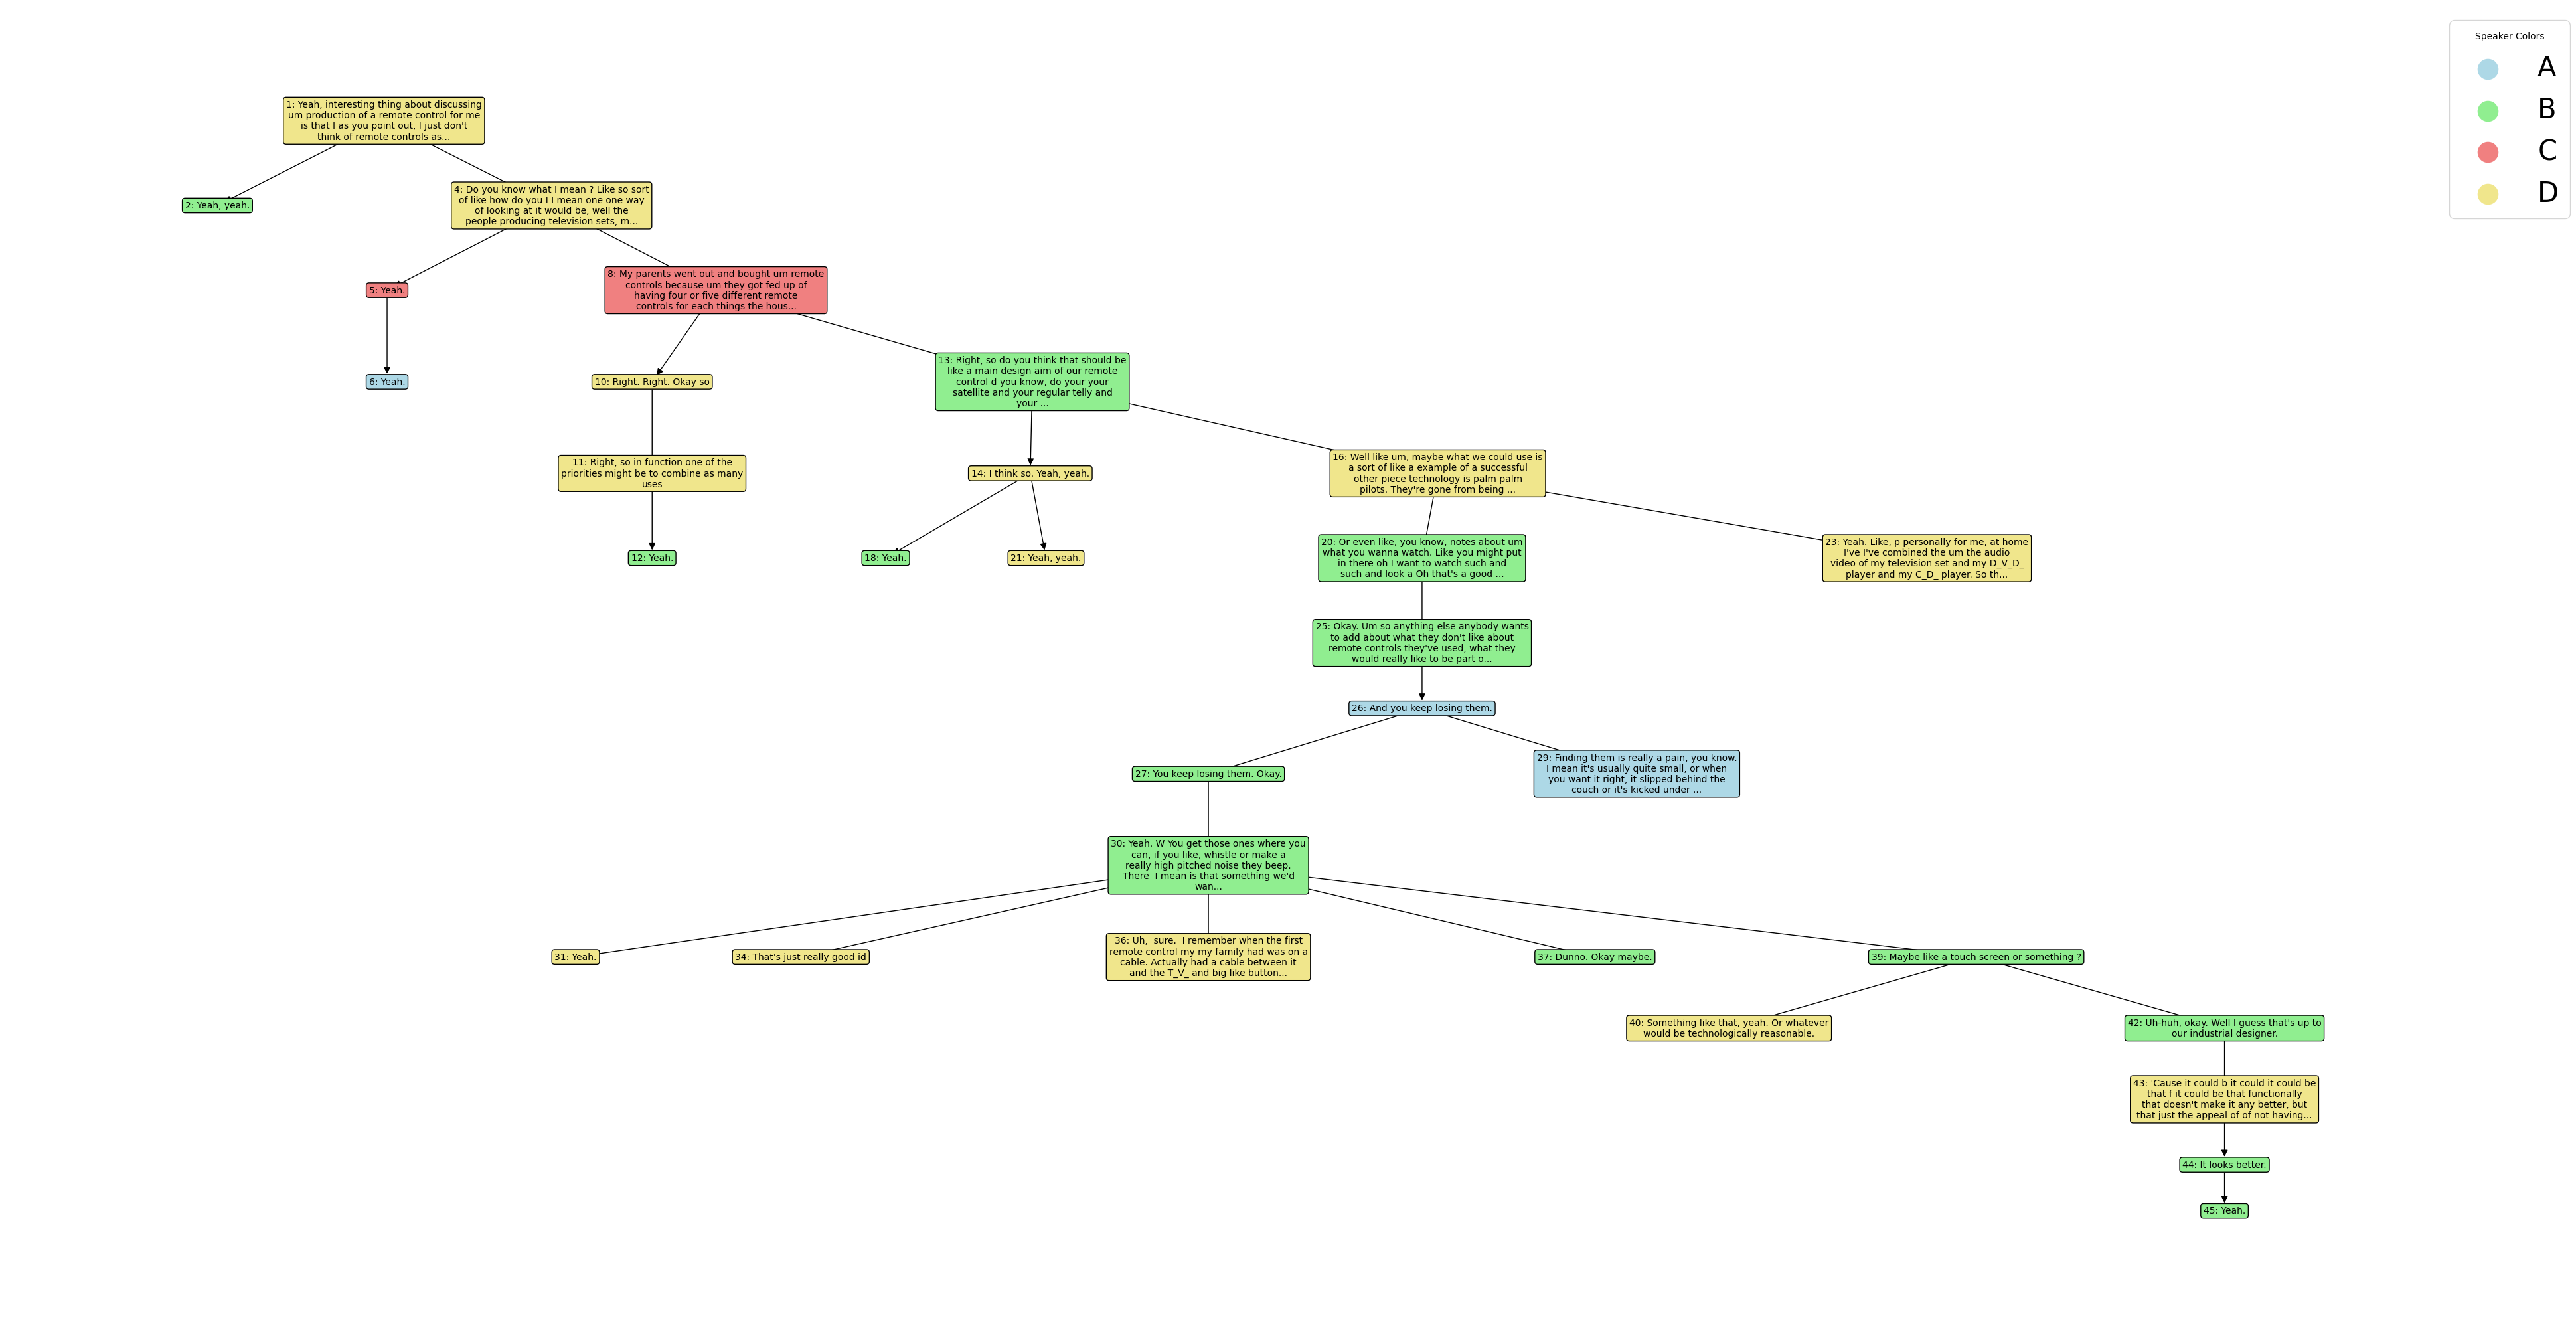 Speaker Colors
A
B
C
D
1: Yeah, interesting thing about discussing
um production of a remote control for me
is that l as you point out, I just don't
think of remote controls as...
2: Yeah, yeah.
4: Do you know what I mean ? Like so sort
of like how do you I I mean one one way
of looking at it would be, well the
people producing television sets, m...
5: Yeah.
8: My parents went out and bought um remote
controls because um they got fed up of
having four or five different remote
controls for each things the hous...
6: Yeah.
10: Right. Right. Okay so
13: Right, so do you think that should be
like a main design aim of our remote
control d you know, do your your
satellite and your regular telly and
your ...
11: Right, so in function one of the
priorities might be to combine as many
uses
14: I think so. Yeah, yeah.
16: Well like um, maybe what we could use is
a sort of like a example of a successful
other piece technology is palm palm
pilots. They're gone from being ...
12: Yeah.
18: Yeah.
21: Yeah, yeah.
20: Or even like, you know, notes about um
what you wanna watch. Like you might put
in there oh I want to watch such and
such and look a Oh that's a good ...
23: Yeah. Like, p personally for me, at home
I've I've combined the um the audio
video of my television set and my D_V_D_
player and my C_D_ player. So th...
25: Okay. Um so anything else anybody wants
to add about what they don't like about
remote controls they've used, what they
would really like to be part o...
26: And you keep losing them.
27: You keep losing them. Okay.
29: Finding them is really a pain, you know.
I mean it's usually quite small, or when
you want it right, it slipped behind the
couch or it's kicked under ...
30: Yeah. W You get those ones where you
can, if you like, whistle or make a
really high pitched noise they beep.
There  I mean is that something we'd
wan...
31: Yeah.
34: That's just really good id
36: Uh,  sure.  I remember when the first
remote control my my family had was on a
cable. Actually had a cable between it
and the T_V_ and big like button...
37: Dunno. Okay maybe.
39: Maybe like a touch screen or something ?
40: Something like that, yeah. Or whatever
would be technologically reasonable.
42: Uh-huh, okay. Well I guess that's up to
our industrial designer.
43: 'Cause it could b it could it could be
that f it could be that functionally
that doesn't make it any better, but
that just the appeal of of not having...
44: It looks better.
45: Yeah.